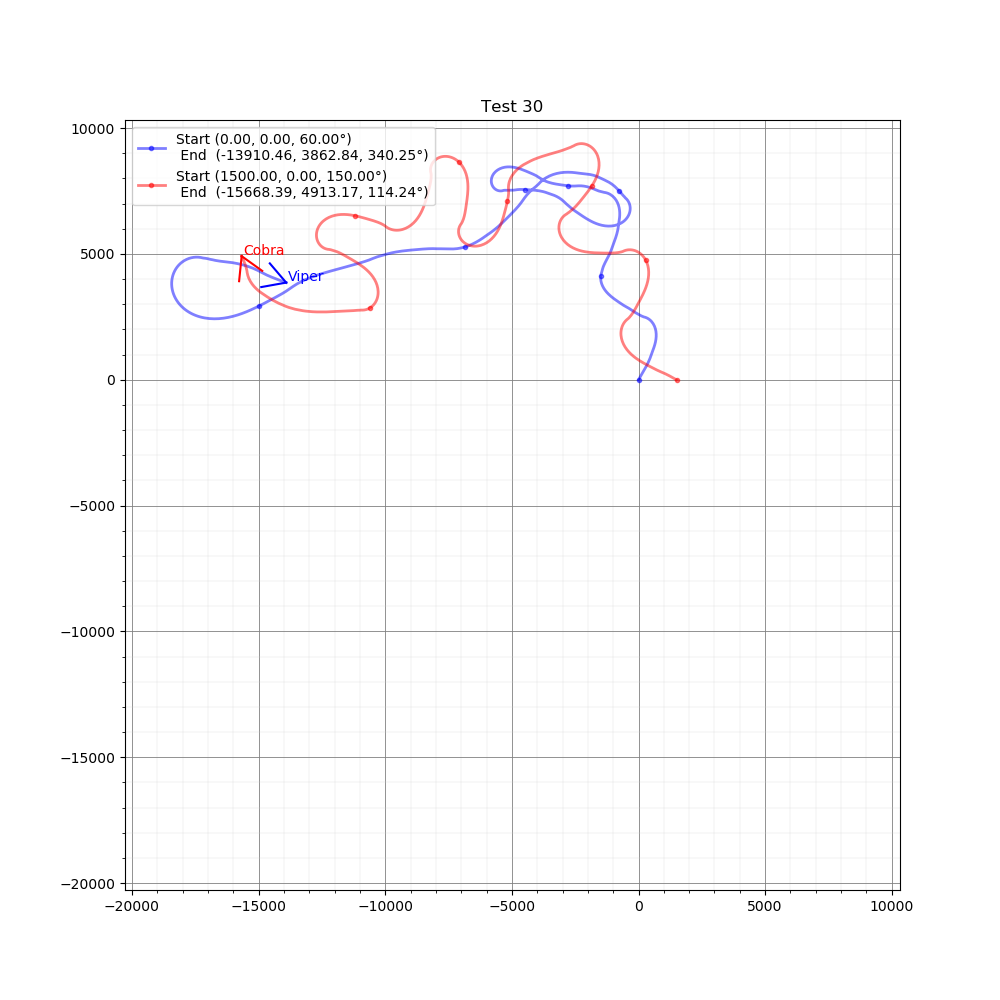 Test 30
10000
Start (0.00, 0.00, 60.00°)
End  (-13910.46, 3862.84, 340.25°)
Start (1500.00, 0.00, 150.00°)
End  (-15668.39, 4913.17, 114.24°)
5000
Cobra
Viper
0
−5000
−10000
−15000
−20000
−20000 −15000 −10000 −5000 0 5000 10000